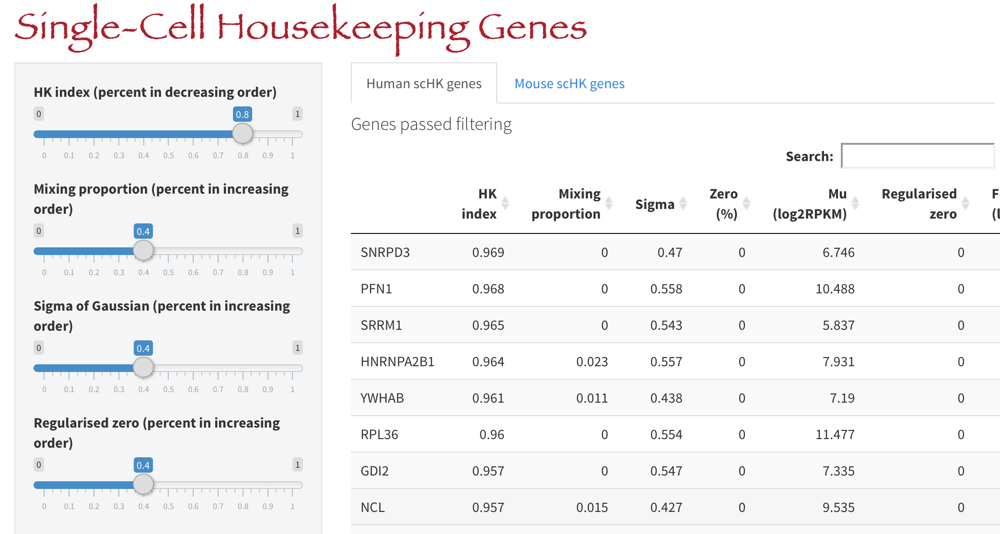 Single-Cell Housekeeping Genes
HK index (percent in decreasing order)
0 0.8 1
0 0.1 0.2 0.3 0.4 0.5 0.6 0.7 0.8 0.9 1
Mixing proportion (percent in increasing
order)
0 0.4 1
0 0.1 0.2 0.3 0.4 0.5 0.6 0.7 0.8 0.9 1
Sigma of Gaussian (percent in increasing
order)
0 0.4 1
0 0.1 0.2 0.3 0.4 0.5 0.6 0.7 0.8 0.9 1
Regularised zero (percent in increasing
order)
0 0.4 1
0 0.1 0.2 0.3 0.4 0.5 0.6 0.7 0.8 0.9 1
Human scHK genes Mouse scHK genes
Genes passed filtering
Search:
HK Mixing Sigma Zero Mu Regularised
index proportion (%) (log2RPKM) zero
SNRPD3 0.969 0 0.47 0 6.746 0
PFN1 0.968 0 0.558 0 10.488 0
SRRM1 0.965 0 0.543 0 5.837 0
HNRNPA2B1 0.964 0.023 0.557 0 7.931 0
YWHAB 0.961 0.011 0.438 0 7.19 0
RPL36 0.96 0 0.554 0 11.477 0
GDI2 0.957 0 0.547 0 7.335 0
NCL 0.957 0.015 0.427 0 9.535 0